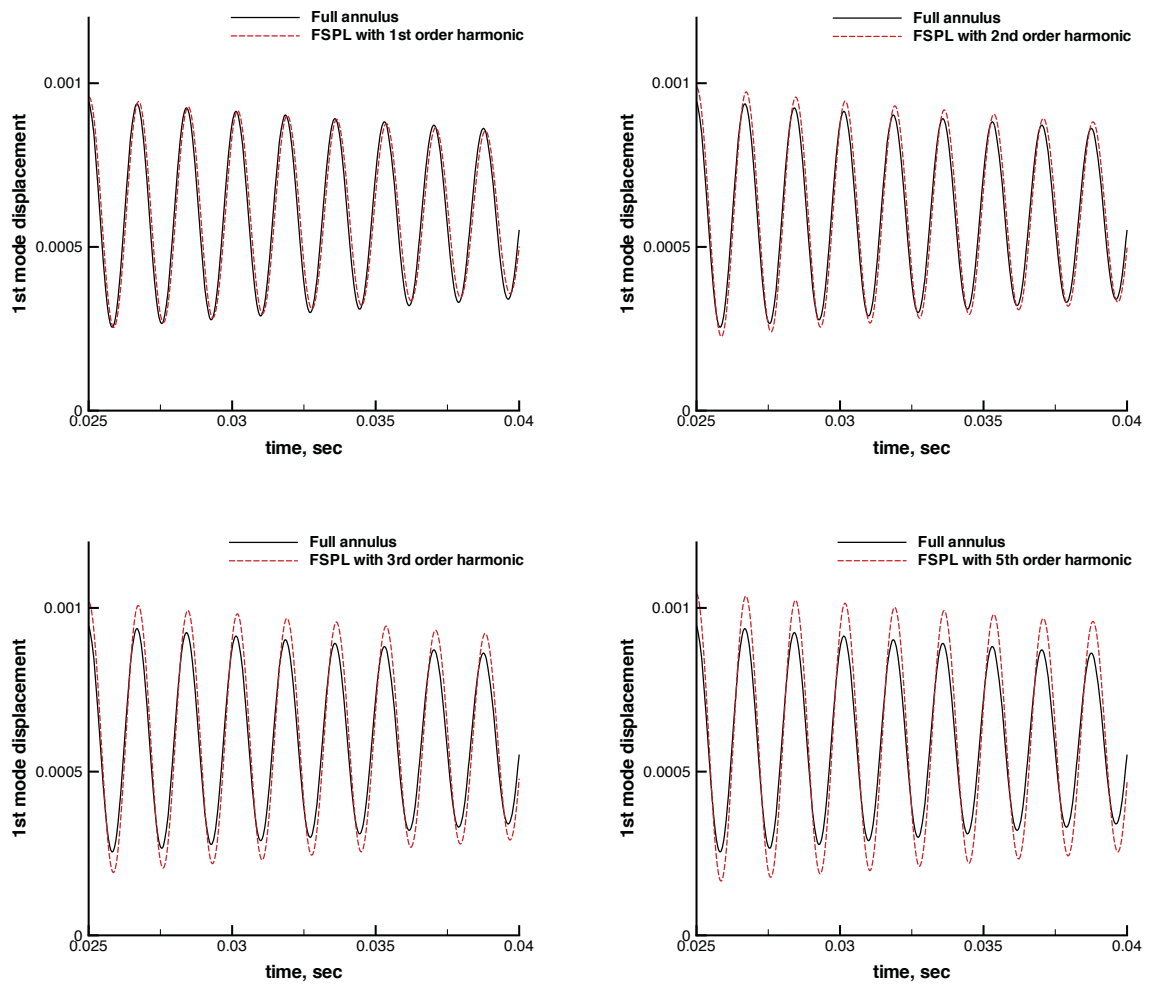 Full annulus
FSPL with 1st order harmonic
0.001
0.0005
0
1st mode displacement
0.025
0.03
0.035
0.04
time, sec
Full annulus
FSPL with 2nd order harmonic
0.001
0.0005
0
1st mode displacement
0.025
0.03
0.035
0.04
time, sec
Full annulus
FSPL with 3rd order harmonic
0.001
0.0005
0
1st mode displacement
0.025
0.03
0.035
0.04
time, sec
Full annulus
FSPL with 5th order harmonic
0.001
0.0005
0
1st mode displacement
0.025
0.03
0.035
0.04
time, sec